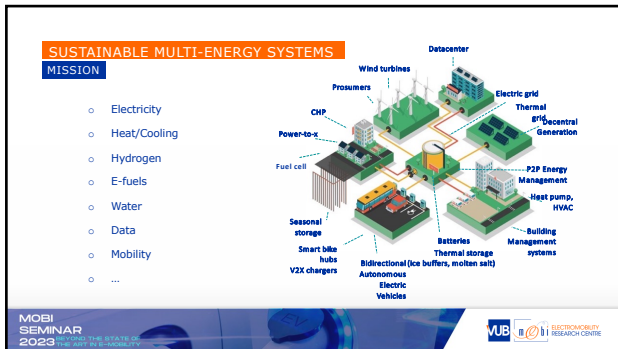 SUSTAINABLE MULTI-ENERGY SYSTEMS
MISSION
Electricity
Heat/Cooling
Hydrogen
E-fuels
Water
Data
Mobility
...
Datacenter
Wind turbines
Prosumers
Electric grid
Thermal
grid
CHP
Decentral
Generation
Power-to-x
Fuel cell
P2P Energy
Management
Heat pump,
HVAC
Seasonal
storage
Batteries
Building
Management
systems
Smart bike
hubs
Thermal storage
(ice buffers, molten salt)
V2X chargers
Bidirectional
Autonomous
Electric
Vehicles
MOBI
SEMINAR
2023 BEYOND THE STATE OF
THE ART IN E-MOBILITY
EV
VUB
mobi
ELECTROMOBILITY
RESEARCH CENTRE